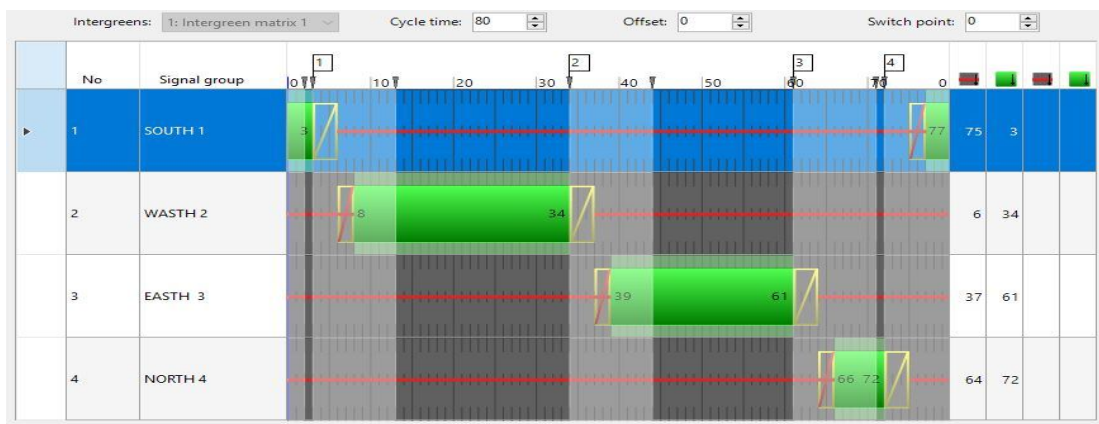 Intergreens: 1: Intergreen matrix 1 Cycle time: 80 Offset: 0 Switch point: 0
1 2 3 4
No Signal group 0 10 20 30 40 50 60 70 0
1 SOUTH 1 3 77 75 3
2 WASTH 2 8 34 6 34
3 EASTH 3 39 61 37 61
4 NORTH 4 66 72 64 72